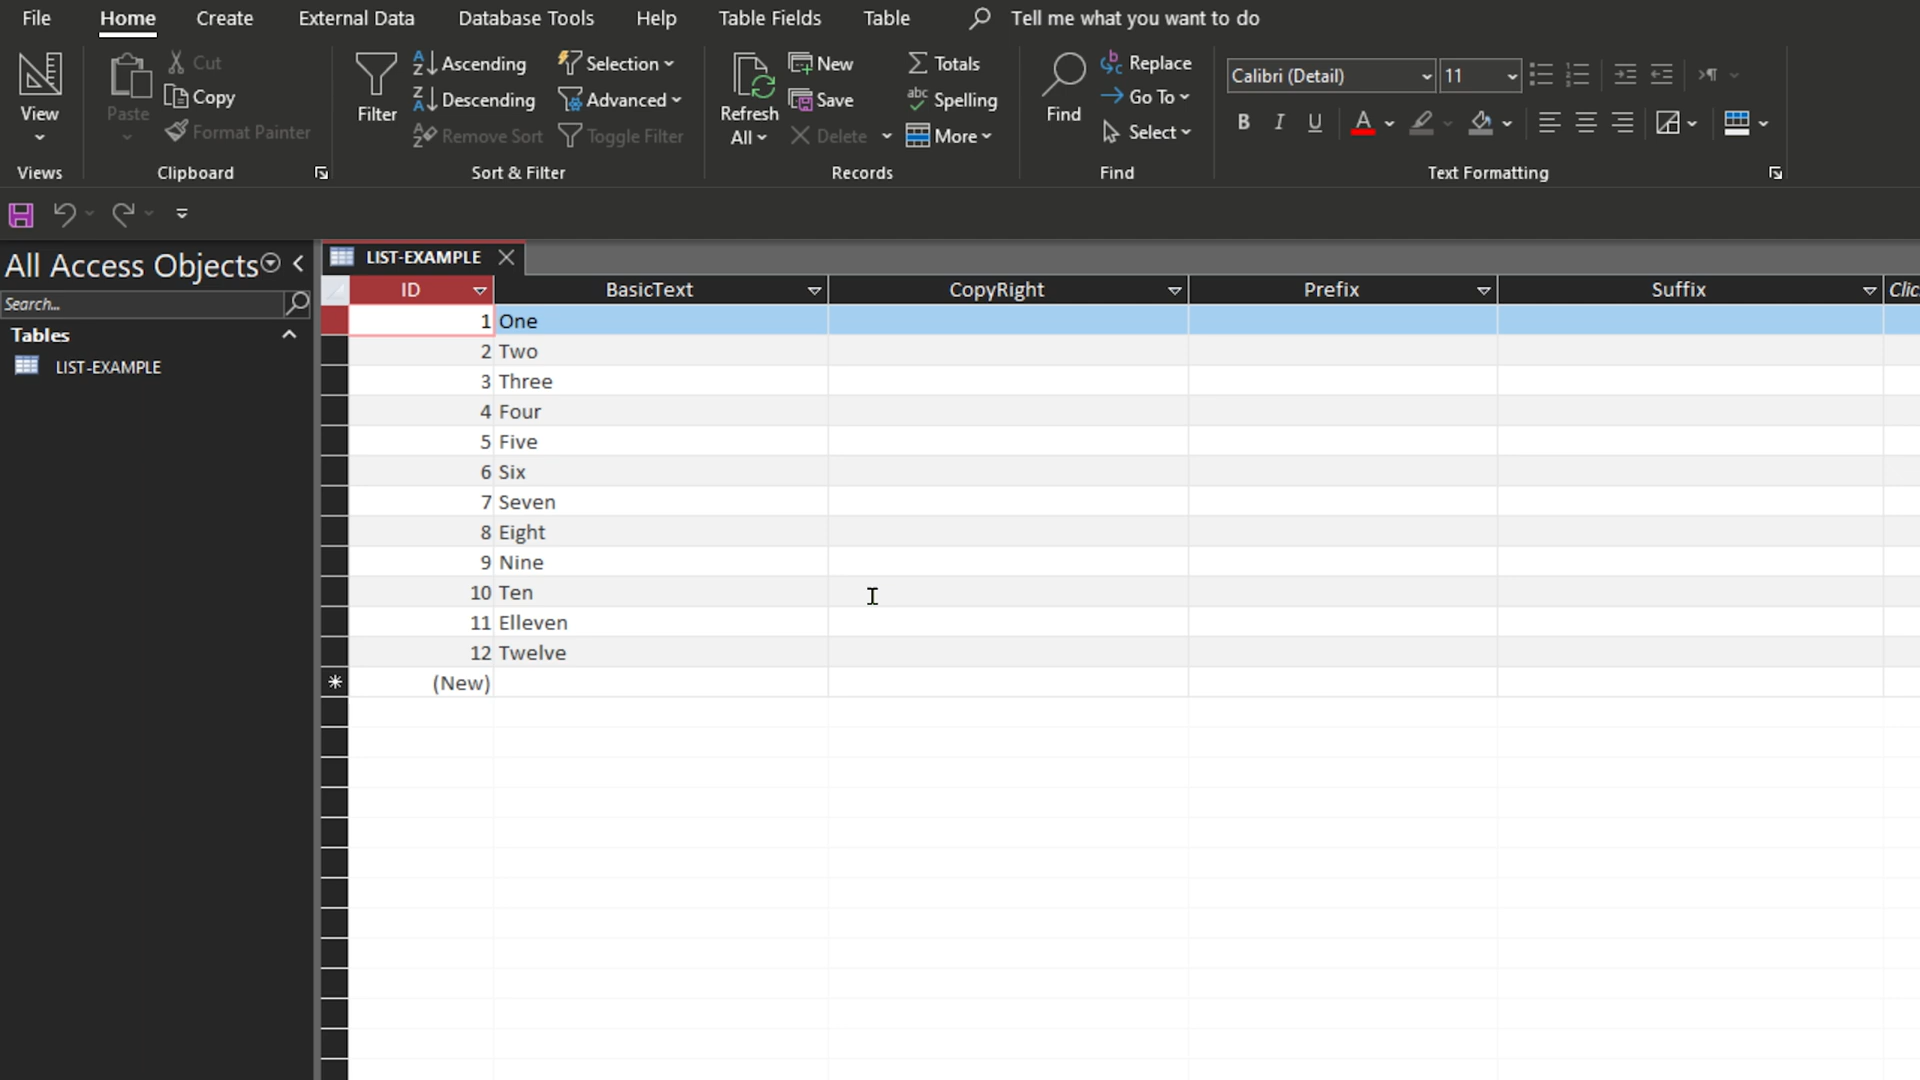 File Home Create External Data Database Tools Help Table Fields Table Tell me what you want to do
View
Views
Paste
Cut
Copy
Format Painter
Clipboard
Filter
Ascending
Descending
Remove Sort
Selection
Advanced
Toggle Filter
Sort & Filter
Refresh
All
New
Save
Delete
Totals
Spelling
More
Records
Find
Replace
Go To
Select
Find
Calibri (Detail) 11
B I U A
Text Formatting
All Access Objects
Search...
Tables
LIST-EXAMPLE
LIST-EXAMPLE
ID BasicText CopyRight Prefix Suffix Clic
1 One
2 Two
3 Three
4 Four
5 Five
6 Six
7 Seven
8 Eight
9 Nine
10 Ten
11 Elleven
12 Twelve
(New)